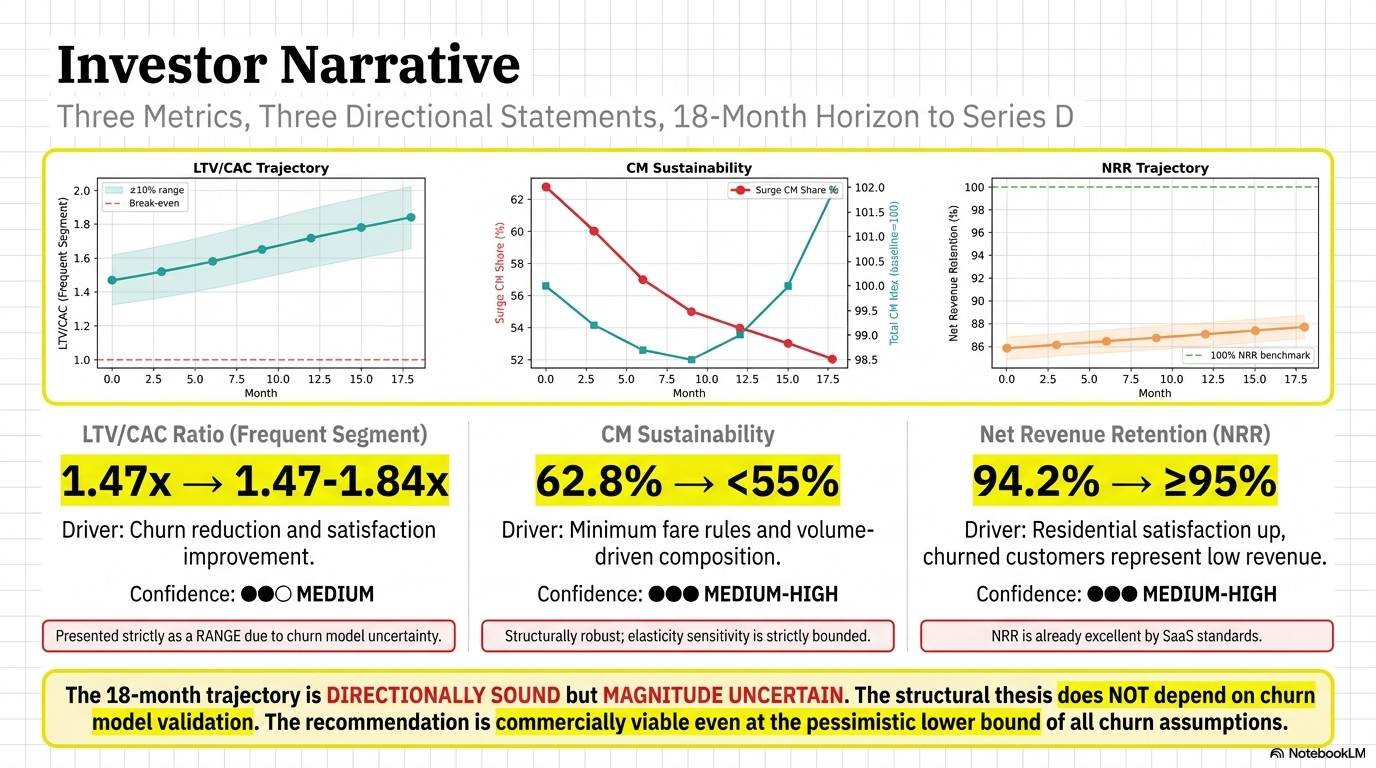 Investor Narrative
Three Metrics, Three Directional Statements, 18-Month Horizon to Series D
LTV/CAC Trajectory
LTV/CAC (Frequent Segment)
2.0
1.8
1.6
1.4
1.2
1.0
±10% range
Break-even
0.0 2.5 5.0 7.5 10.0 12.5 15.0 17.5
Month
CM Sustainability
Surge CM Share (%)
62
60
58
56
54
52
Surge CM Share %
102.0
101.5
101.0
100.5
100.0
99.5
99.0
98.5
Total CM Idex (baseline=100)
0.0 2.5 5.0 7.5 10.0 12.5 15.0 17.5
Month
NRR Trajectory
Net Revenue Retention (%)
100
98
96
94
92
90
88
86
100% NRR benchmark
0.0 2.5 5.0 7.5 10.0 12.5 15.0 17.5
Month
LTV/CAC Ratio (Frequent Segment)
1.47x → 1.47-1.84x
Driver: Churn reduction and satisfaction
improvement.
Confidence: ●●○ MEDIUM
Presented strictly as a RANGE due to churn model uncertainty.
CM Sustainability
62.8% → <55%
Driver: Minimum fare rules and volume-
driven composition.
Confidence: ●●● MEDIUM-HIGH
Structurally robust; elasticity sensitivity is strictly bounded.
Net Revenue Retention (NRR)
94.2% → ≥95%
Driver: Residential satisfaction up,
churned customers represent low revenue.
Confidence: ●●● MEDIUM-HIGH
NRR is already excellent by SaaS standards.
The 18-month trajectory is DIRECTIONALLY SOUND but MAGNITUDE UNCERTAIN. The structural thesis does NOT depend on churn
model validation. The recommendation is commercially viable even at the pessimistic lower bound of all churn assumptions.
NotebookLM